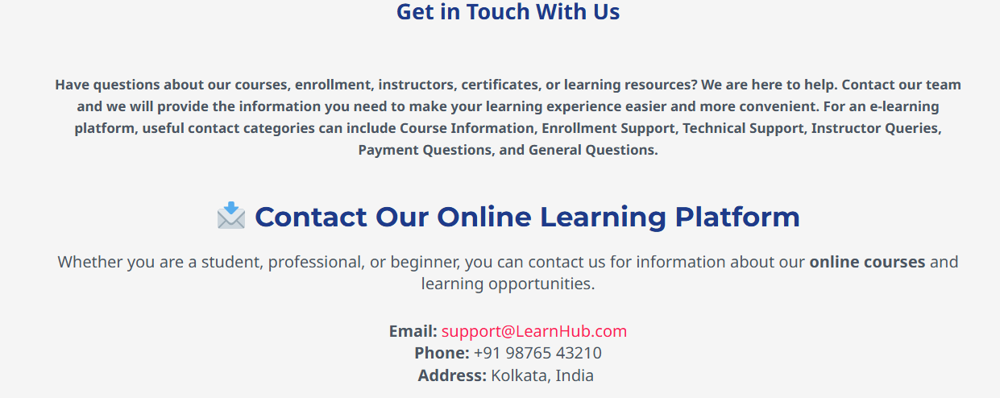 Get in Touch With Us
Have questions about our courses, enrollment, instructors, certificates, or learning resources? We are here to help. Contact our team
and we will provide the information you need to make your learning experience easier and more convenient. For an e-learning
platform, useful contact categories can include Course Information, Enrollment Support, Technical Support, Instructor Queries,
Payment Questions, and General Questions.
Contact Our Online Learning Platform
Whether you are a student, professional, or beginner, you can contact us for information about our online courses and
learning opportunities.
Email: support@LearnHub.com
Phone: +91 98765 43210
Address: Kolkata, India